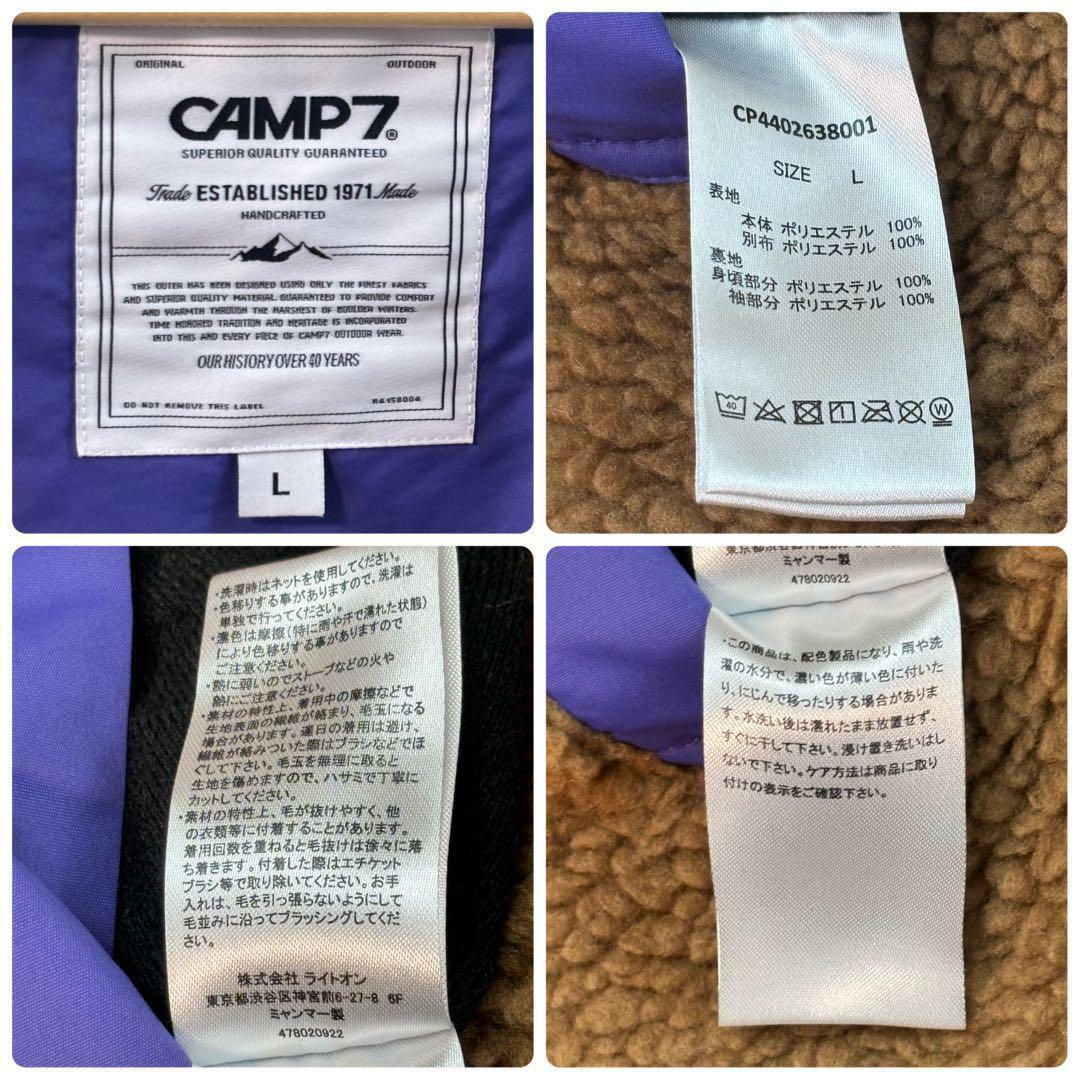 ORIGINAL OUTDOOR
CAMP7®
SUPERIOR QUALITY GUARANTEED
Trade ESTABLISHED 1971 Made
HANDCRAFTED
THIS OUTER HAS BEEN DESIGNED USING ONLY THE FINEST FABRICS
AND SUPERIOR QUALITY MATERIAL GUARANTEED TO PROVIDE COMFORT
AND WARMTH THROUGH THE HARSHEST OF BOULDER WINTERS.
TIME HONORED TRADITION AND HERITAGE IS INCORPORATED
INTO THIS AND EVERY PIECE OF CAMP7 OUTDOOR WEAR.
OUR HISTORY OVER 40 YEARS
DO NOT REMOVE THIS LABEL R4158004
L
CP4402638001
SIZE L
表地
本体 ポリエステル 100%
別布 ポリエステル 100%
裏地
身頃部分 ポリエステル 100%
袖部分 ポリエステル 100%
40
W
・洗濯時はネットを使用してください。
・色移りする事がありますので、洗濯は
単独で行ってください。
・濃色は摩擦(特に雨や汗で濡れた状態)
により色移りする事がありますので
ご注意ください。
・熱に弱いのでストーブなどの火や
熱にご注意ください。
・素材の特性上、着用中の摩擦などで
生地表面の繊維が絡まり、毛玉になる
場合があります。連日の着用は避け、
繊維が絡みついた際はブラシなどでほ
ぐして下さい。毛玉を無理に取ると
生地を傷めますので、ハサミで丁寧に
カットしてください。
・素材の特性上、毛が抜けやすく、他
の衣類等に付着することがあります。
着用回数を重ねると毛抜けは徐々に落
ち着きます。付着した際はエチケット
ブラシ等で取り除いてください。お手
入れは、毛を引っ張らないようにして
毛並みに沿ってブラッシングしてくだ
さい。
株式会社 ライトオン
東京都渋谷区神宮前6-27-8 6F
ミャンマー製
478020922
東京都渋谷区神宮前6-27-8 6F
ミャンマー製
478020922
・この商品は、配色製品になり、雨や洗
濯の水分で、濃い色が薄い色に付いた
り、にじんで移ったりする場合がありま
す。水洗い後は濡れたまま放置せず、
すぐに干して下さい。浸け置き洗いはし
ないで下さい。ケア方法は商品に取り
付けの表示をご確認下さい。